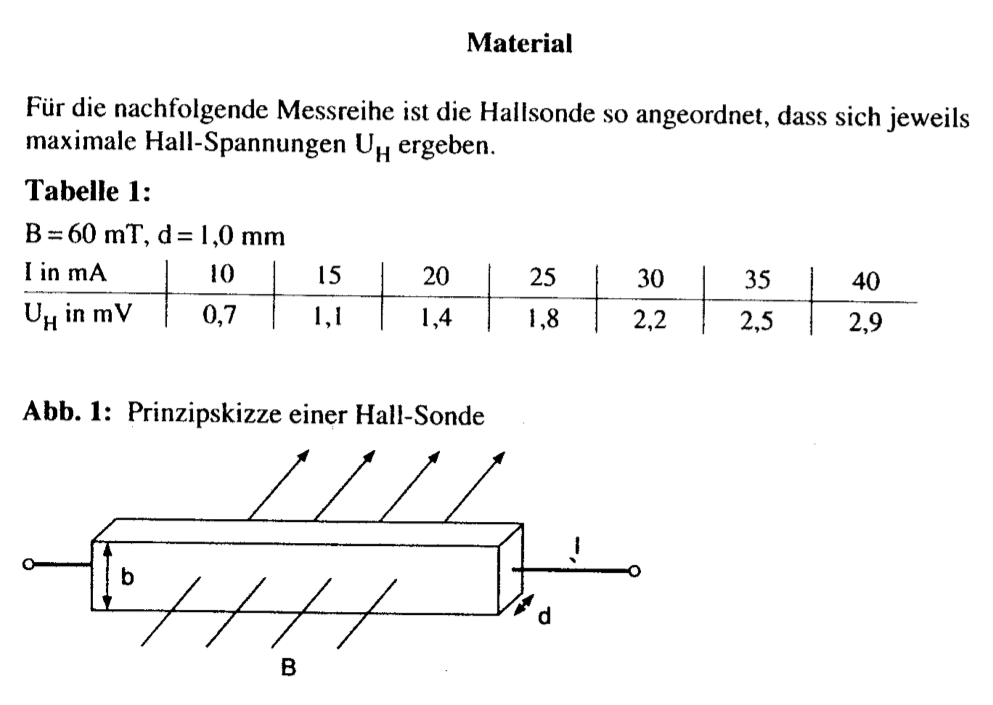 Material
Für die nachfolgende Messreihe ist die Hallsonde so angeordnet, dass sich jeweils
maximale Hall-Spannungen U_H ergeben.
Tabelle 1:
B = 60 mT, d = 1,0 mm
I in mA 10 15 20 25 30 35 40
U_H in mV 0,7 1,1 1,4 1,8 2,2 2,5 2,9
Abb. 1: Prinzipskizze einer Hall-Sonde
I
b
d
B